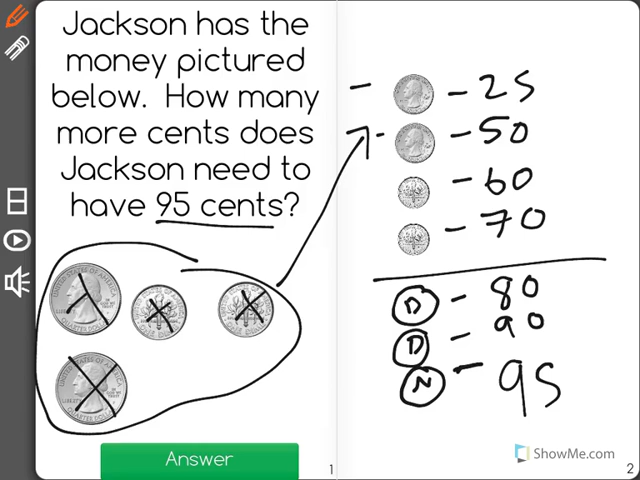 Jackson has the
money pictured
below. How many
more cents does
Jackson need to
have 95 cents?
Answer
1
- 25
- 50
- 60
- 70
D - 80
D - 90
N - 95
ShowMe.com
2